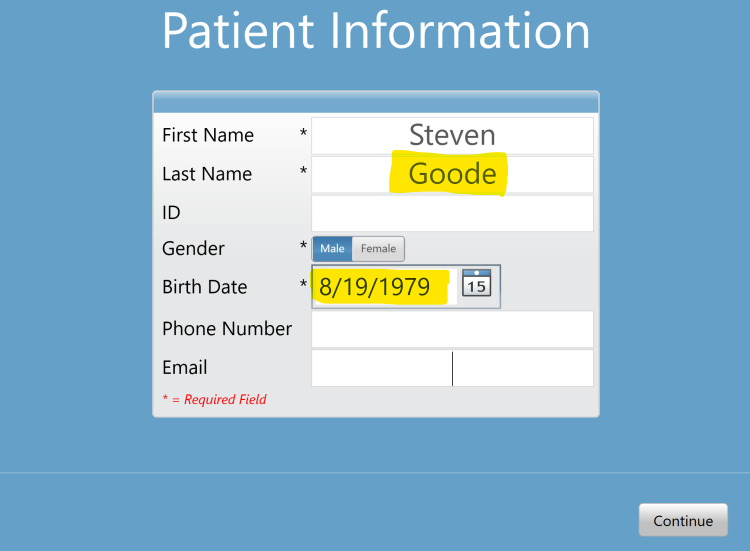 Patient Information
First Name * Steven
Last Name * Goode
ID
Gender * Male Female
Birth Date * 8/19/1979 15
Phone Number
Email
* = Required Field
Continue